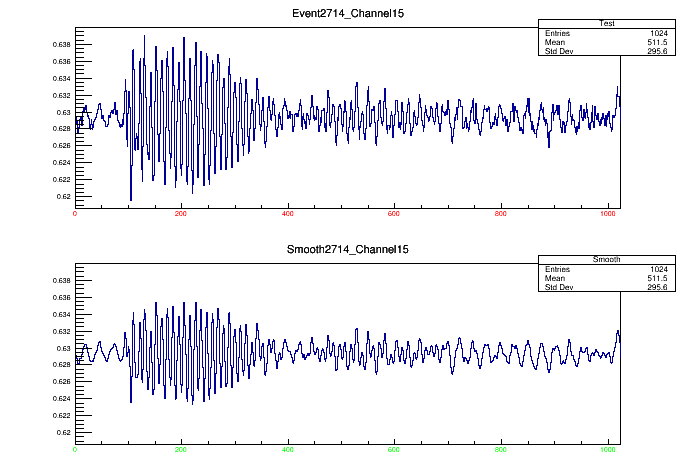 Event2714_Channel15
Test
Entries 1024
Mean 511.5
Std Dev 295.6
0.638
0.636
0.634
0.632
0.63
0.628
0.626
0.624
0.622
0.62
0 200 400 600 800 1000
Smooth2714_Channel15
Smooth
Entries 1024
Mean 511.5
Std Dev 295.6
0.638
0.636
0.634
0.632
0.63
0.628
0.626
0.624
0.622
0.62
0 200 400 600 800 1000